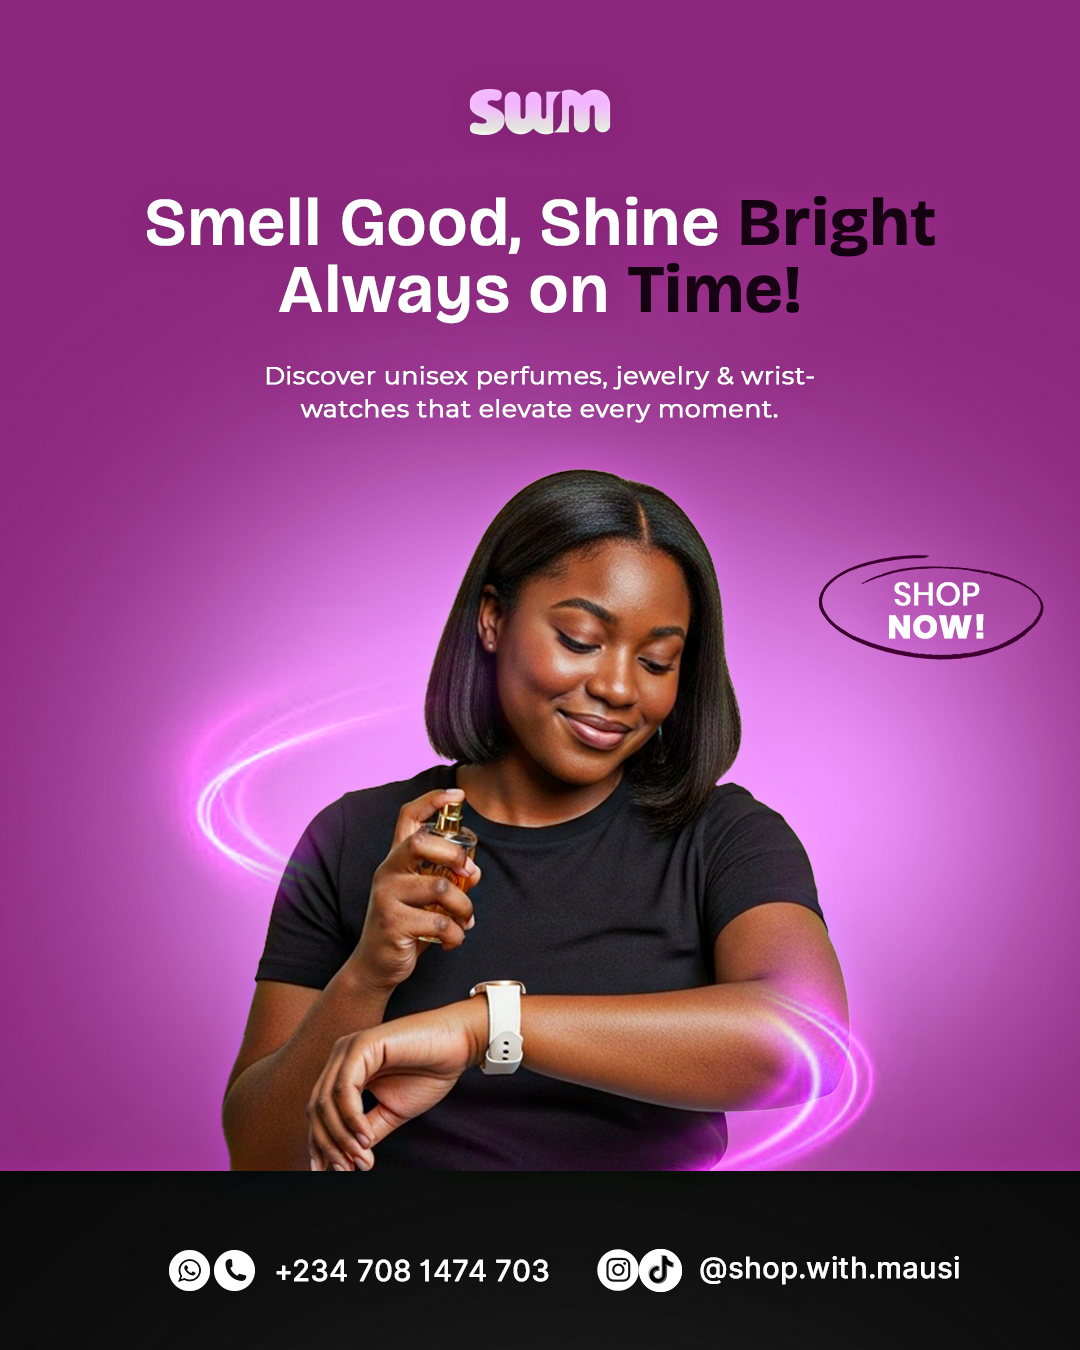 swm
Smell Good, Shine Bright
Always on Time!
Discover unisex perfumes, jewelry & wrist-
watches that elevate every moment.
SHOP
NOW!
+234 708 1474 703
@shop.with.mausi